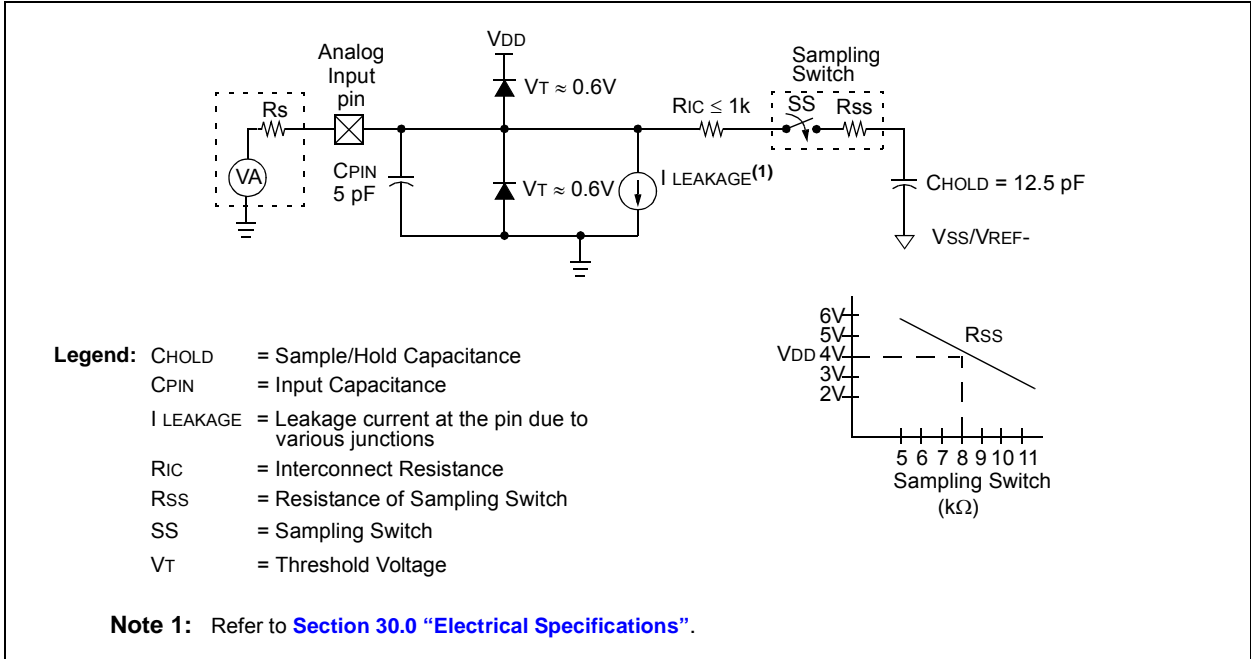 Analog
Input
pin
VDD
VT ≈ 0.6V
Sampling
Switch
Rs
RIC ≤ 1k
SS
Rss
VA
CPIN
5 pF
VT ≈ 0.6V
I LEAKAGE(1)
CHOLD = 12.5 pF
VSS/VREF-
6V
5V
VDD 4V
3V
2V
RSS
5 6 7 8 9 10 11
Sampling Switch
(kΩ)
Legend: CHOLD = Sample/Hold Capacitance
CPIN = Input Capacitance
I LEAKAGE = Leakage current at the pin due to
various junctions
RIC = Interconnect Resistance
RSS = Resistance of Sampling Switch
SS = Sampling Switch
VT = Threshold Voltage
Note 1: Refer to Section 30.0 “Electrical Specifications”.